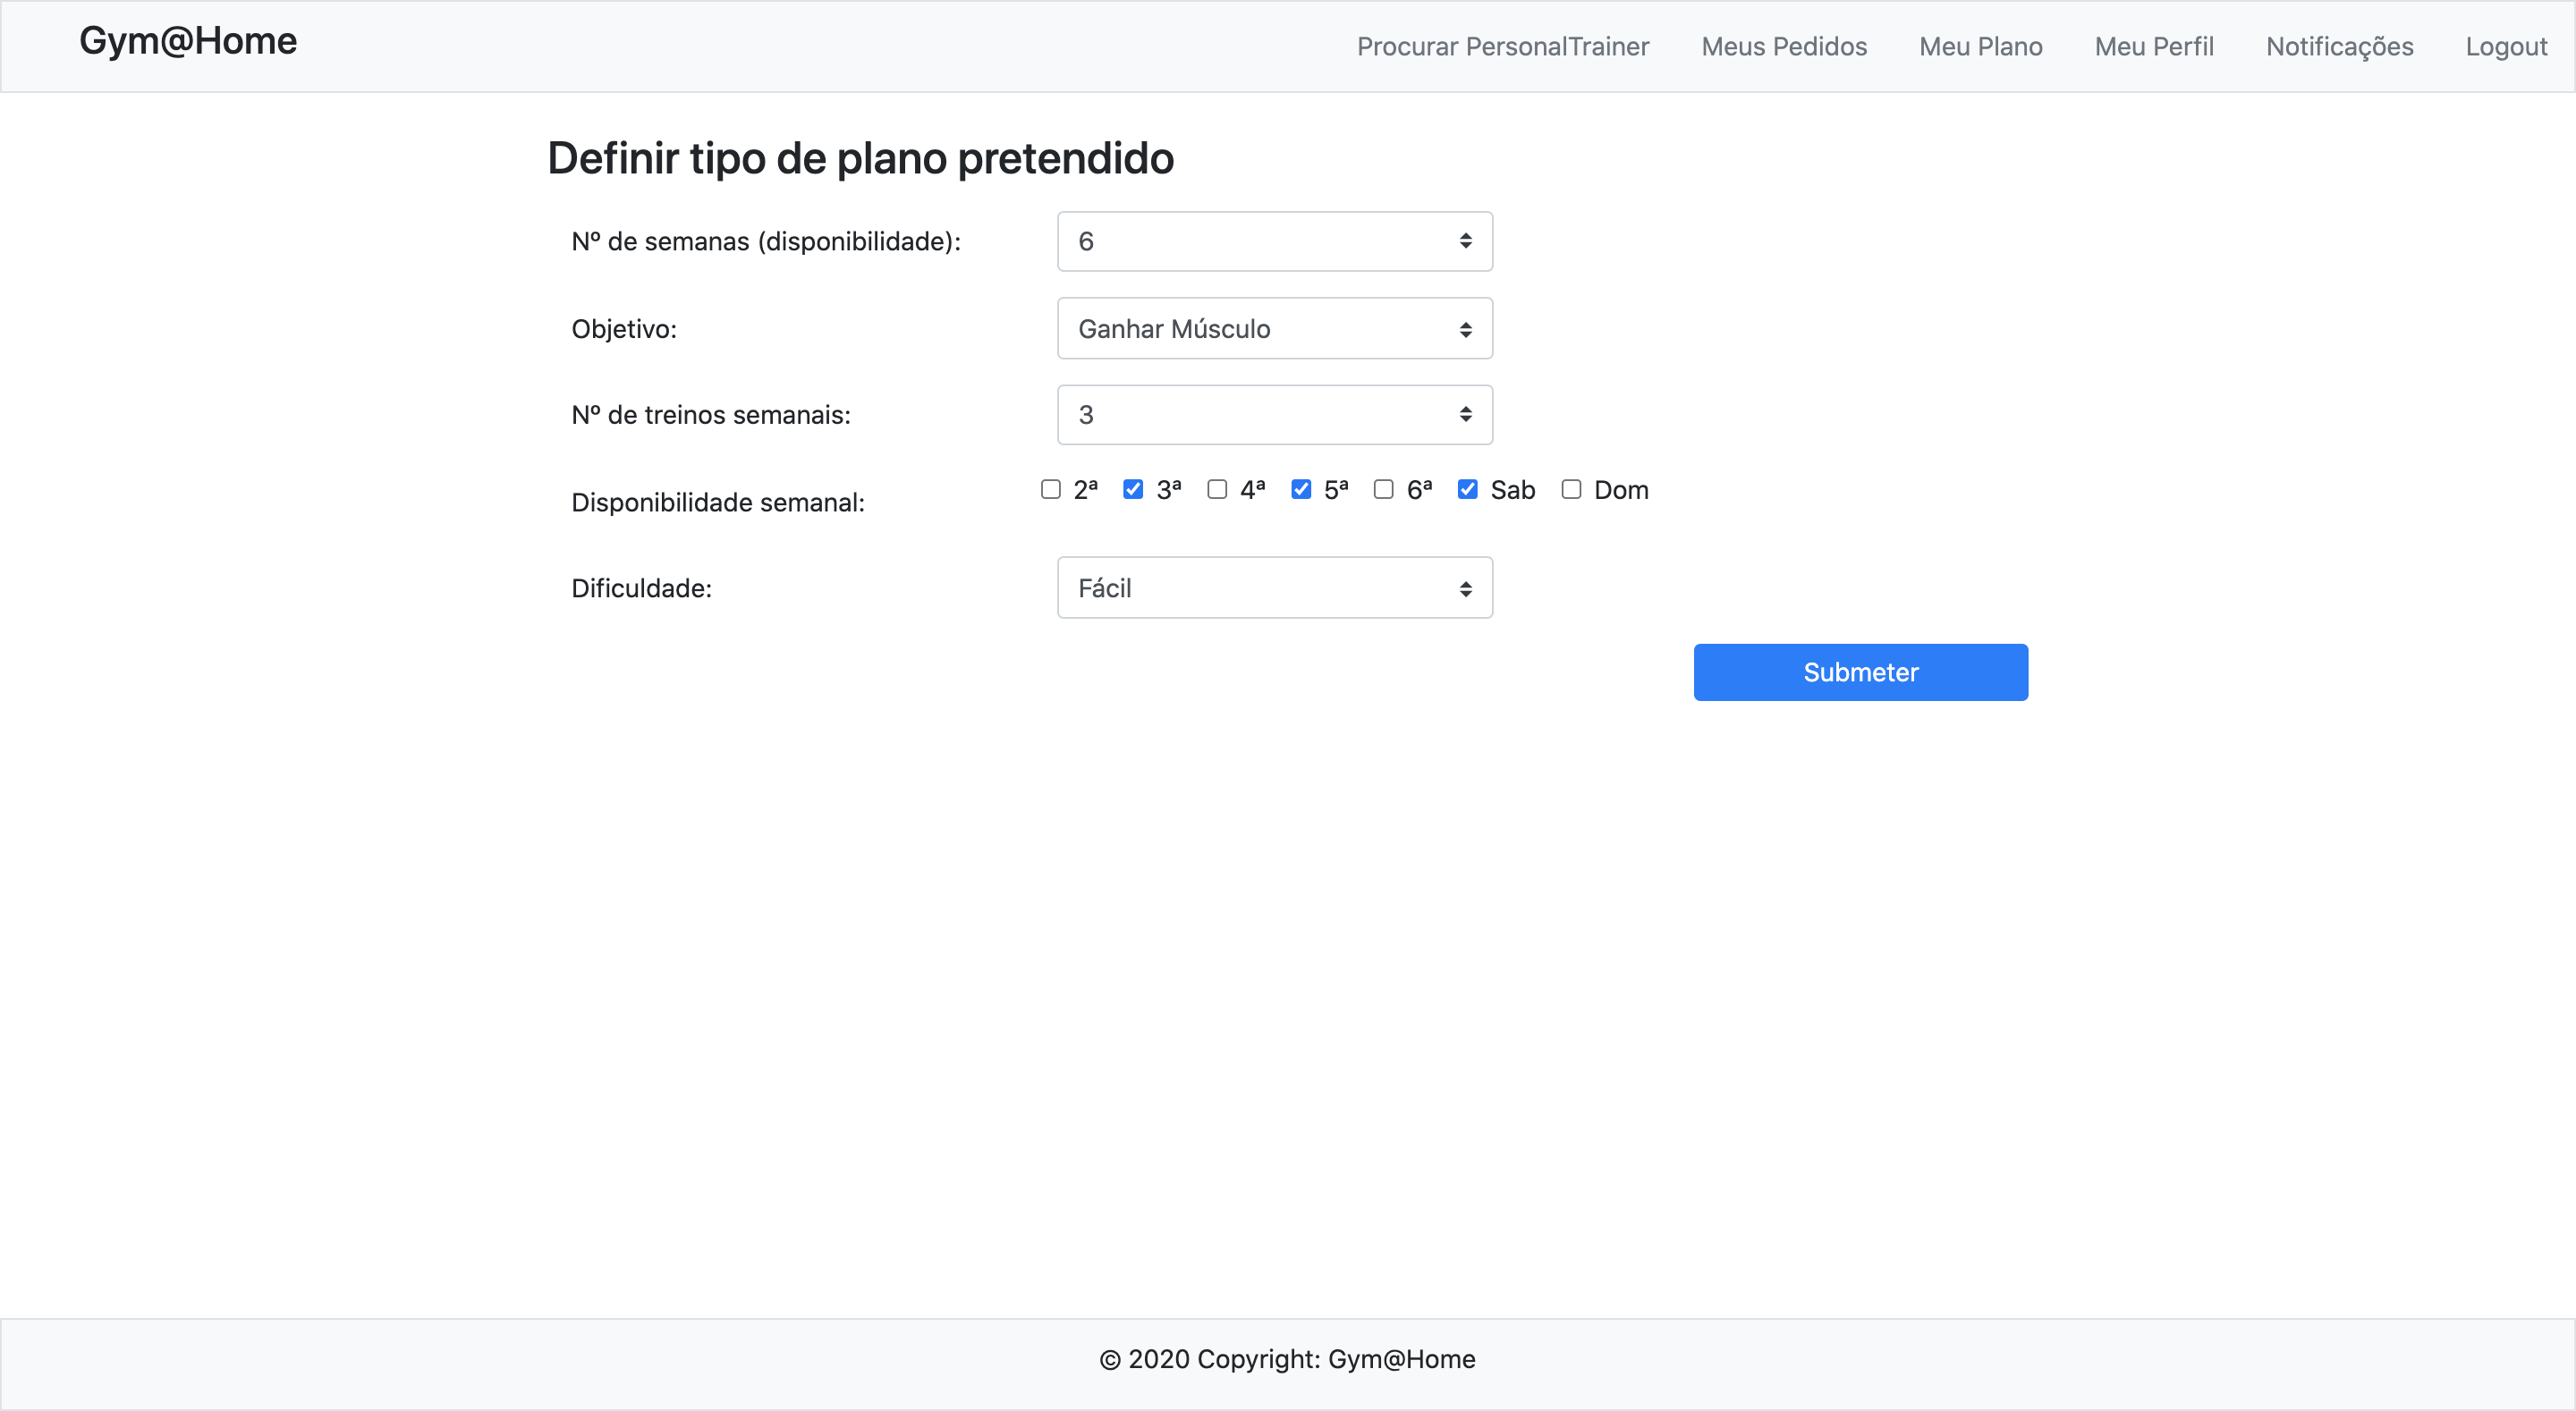 Gym@Home
Procurar PersonalTrainer Meus Pedidos Meu Plano Meu Perfil Notificações Logout
Definir tipo de plano pretendido
Nº de semanas (disponibilidade): 6
Objetivo: Ganhar Músculo
Nº de treinos semanais: 3
Disponibilidade semanal: 2ª 3ª 4ª 5ª 6ª Sab Dom
Dificuldade: Fácil
Submeter
© 2020 Copyright: Gym@Home